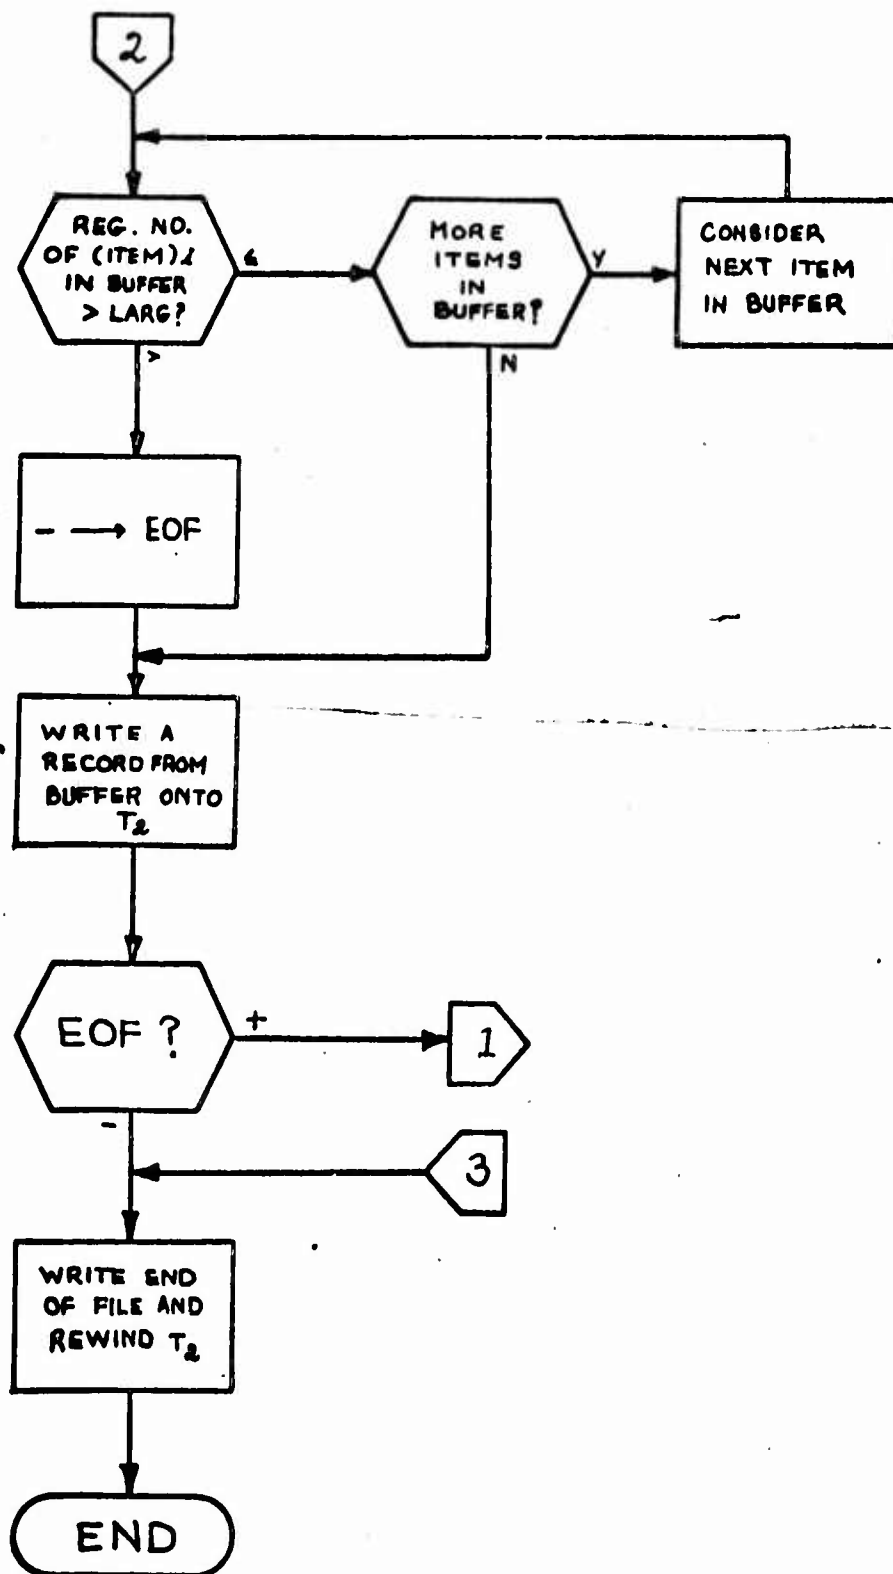 2
REG. NO.
OF (ITEM)i
IN BUFFER
> LARG?
≤
>
MORE
ITEMS
IN
BUFFER?
Y
N
CONSIDER
NEXT ITEM
IN BUFFER
- → EOF
WRITE A
RECORD FROM
BUFFER ONTO
T2
EOF ?
+
-
1
3
WRITE END
OF FILE AND
REWIND T2
END